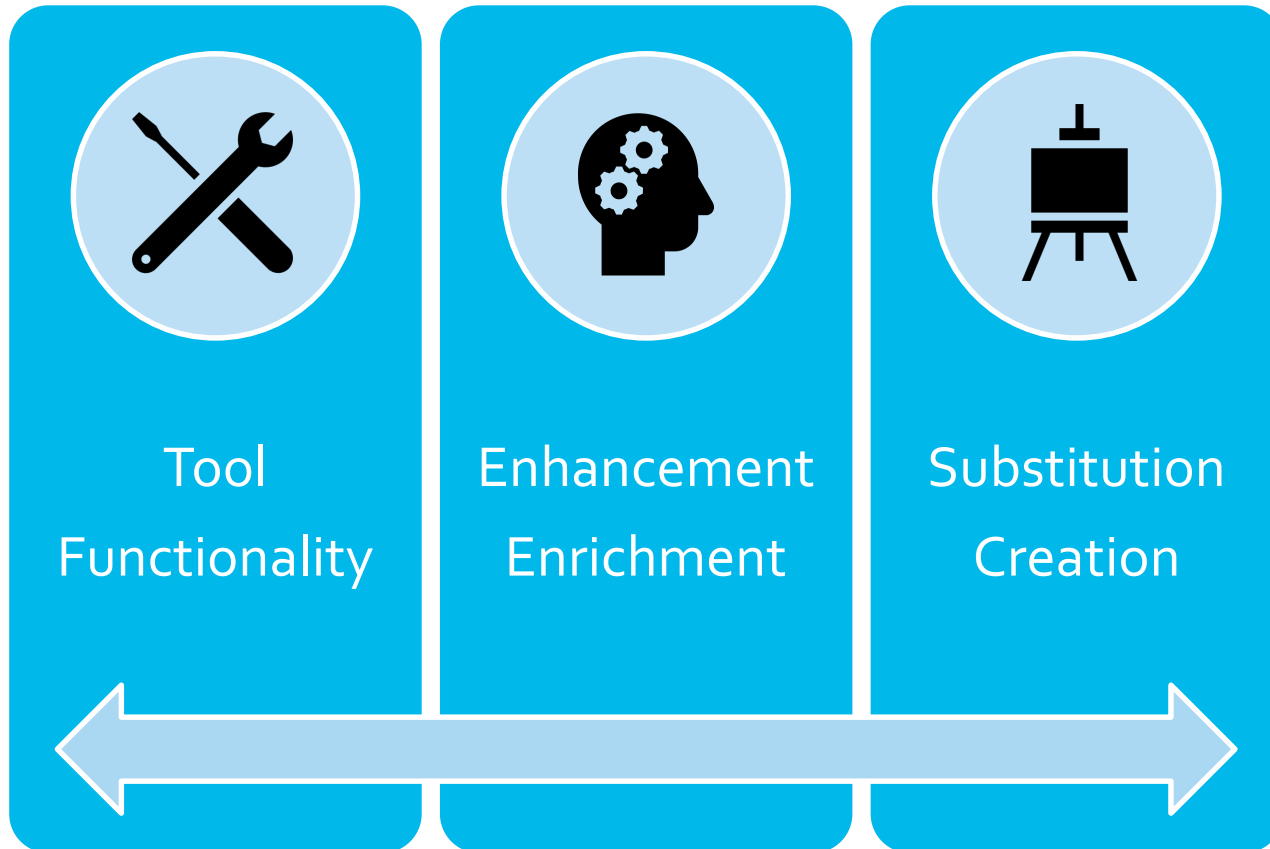 Tool
Functionality
Enhancement
Enrichment
Substitution
Creation